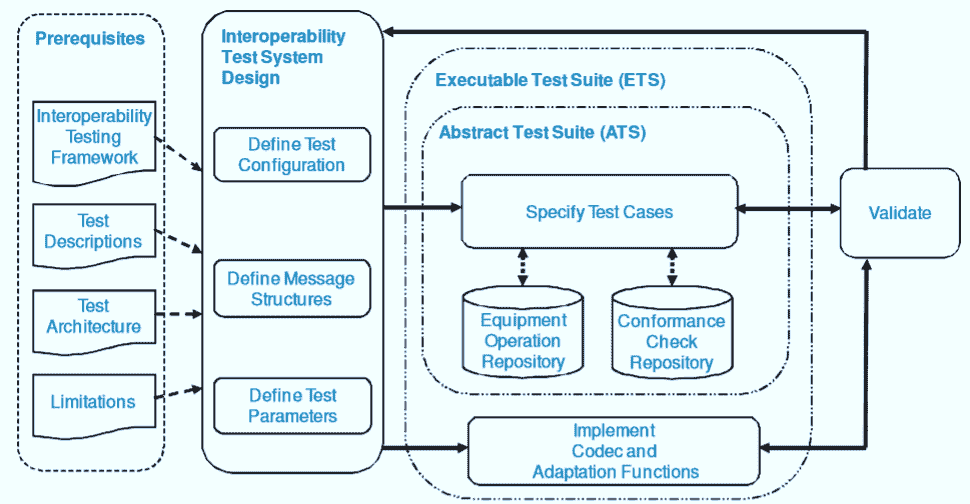 Prerequisites
Interoperability
Testing
Framework
Test
Descriptions
Test
Architecture
Limitations
Interoperability
Test System
Design
Define Test
Configuration
Define Message
Structures
Define Test
Parameters
Executable Test Suite (ETS)
Abstract Test Suite (ATS)
Specify Test Cases
Equipment
Operation
Repository
Conformance
Check
Repository
Implement
Codec and
Adaptation Functions
Validate